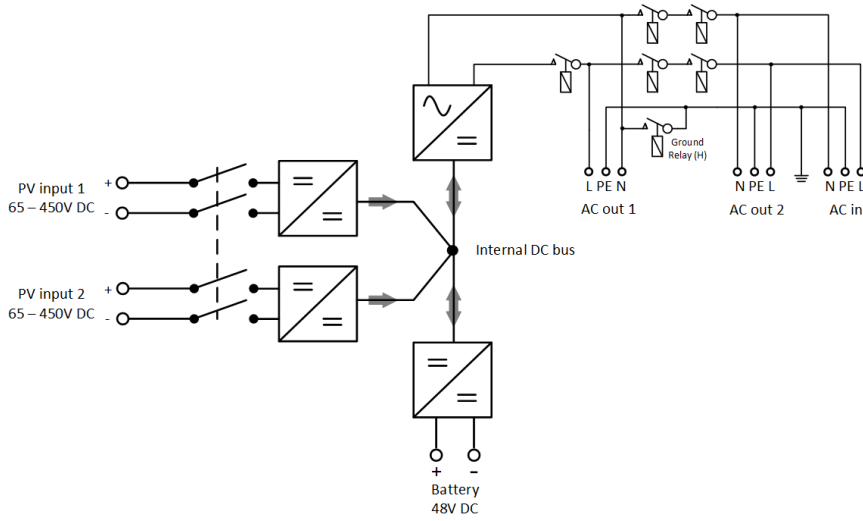 Ground
Relay (H)
L PE N
AC out 1
N PE L
AC out 2
N PE L
AC in
PV input 1
65 – 450V DC
+
-
Internal DC bus
PV input 2
65 – 450V DC
+
-
+ -
Battery
48V DC